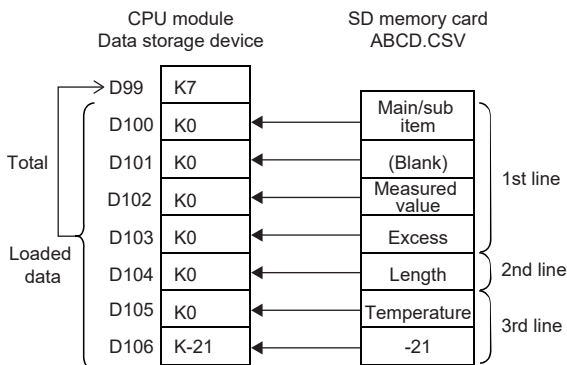 CPU module
Data storage device
SD memory card
ABCD.CSV
D99 K7
D100 K0 Main/sub item
D101 K0 (Blank)
Total
D102 K0 Measured value
1st line
D103 K0 Excess
Loaded data
D104 K0 Length 2nd line
D105 K0 Temperature
3rd line
D106 K-21 -21